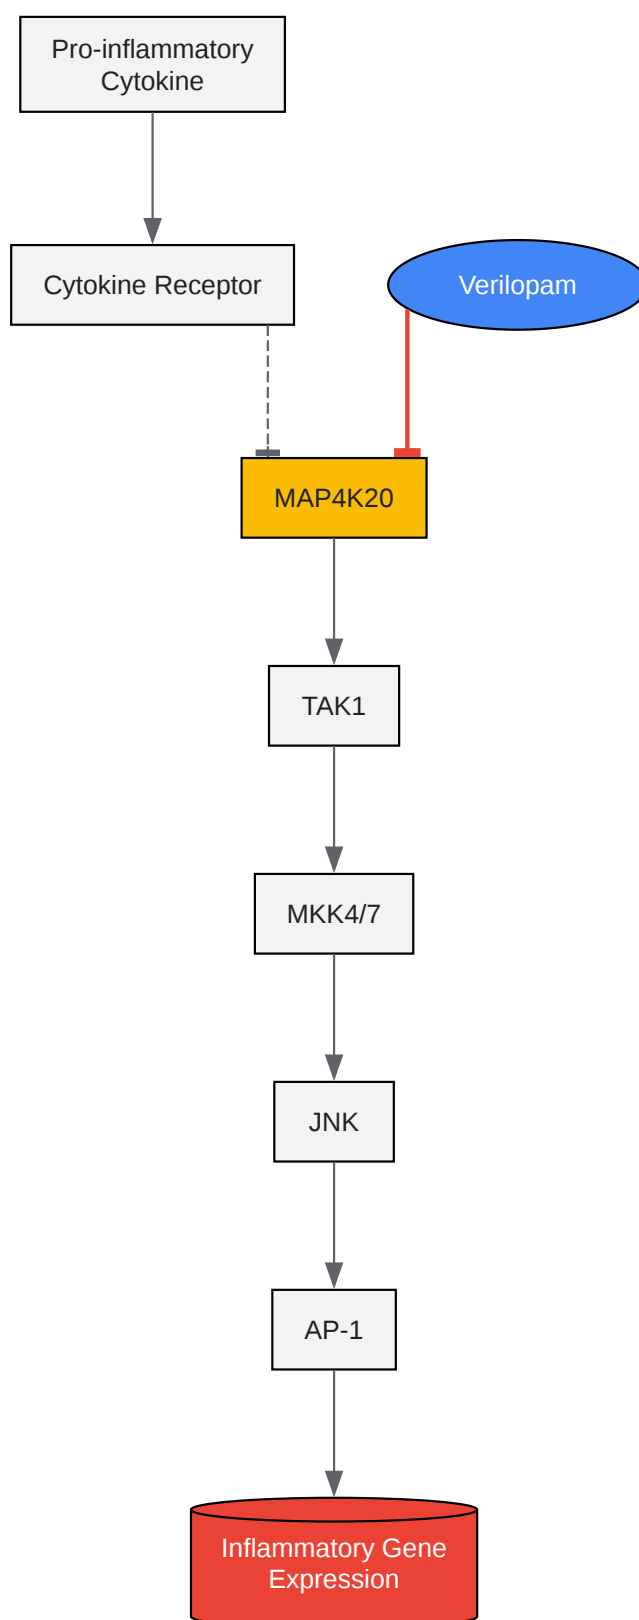 Pro-inflammatory
Cytokine
Cytokine Receptor
Verilopam
MAP4K20
TAK1
MKK4/7
JNK
AP-1
Inflammatory Gene
Expression